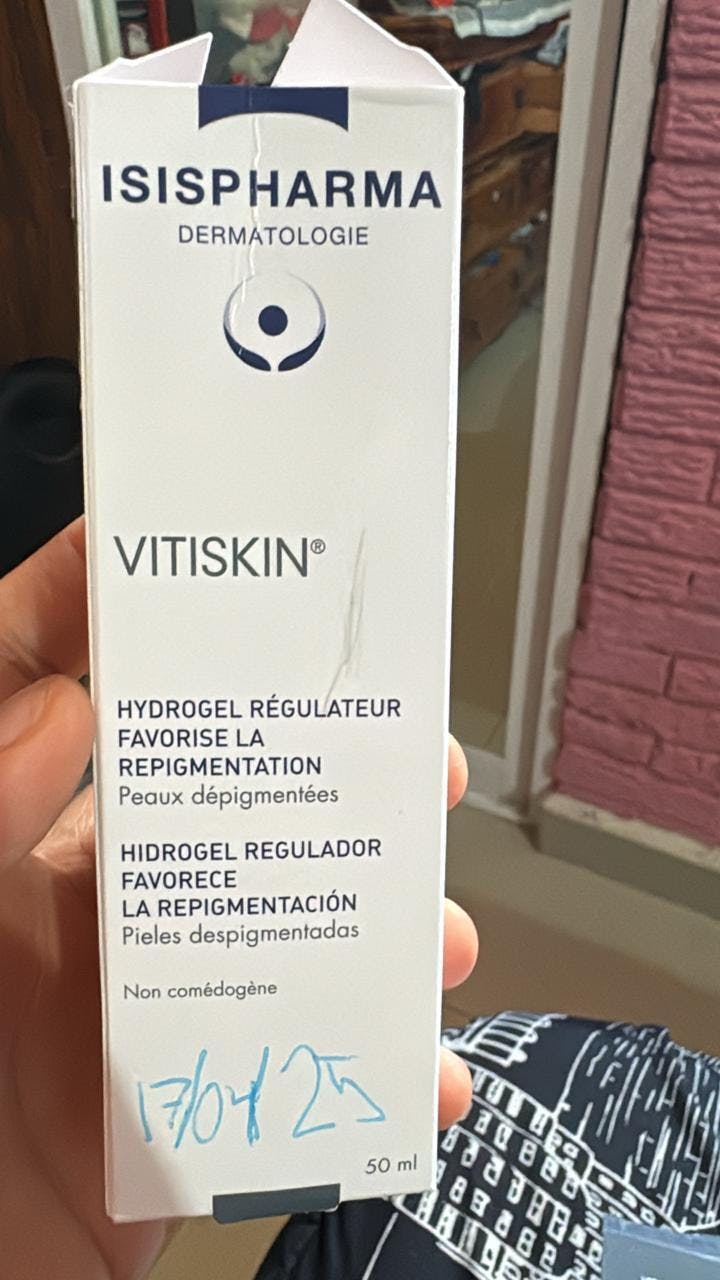 ISISPHARMA
DERMATOLOGIE
VITISKIN®
HYDROGEL RÉGULATEUR
FAVORISE LA
REPIGMENTATION
Peaux dépigmentées
HIDROGEL REGULADOR
FAVORECE
LA REPIGMENTACIÓN
Pieles despigmentadas
Non comédogène
17/04/25
50 ml